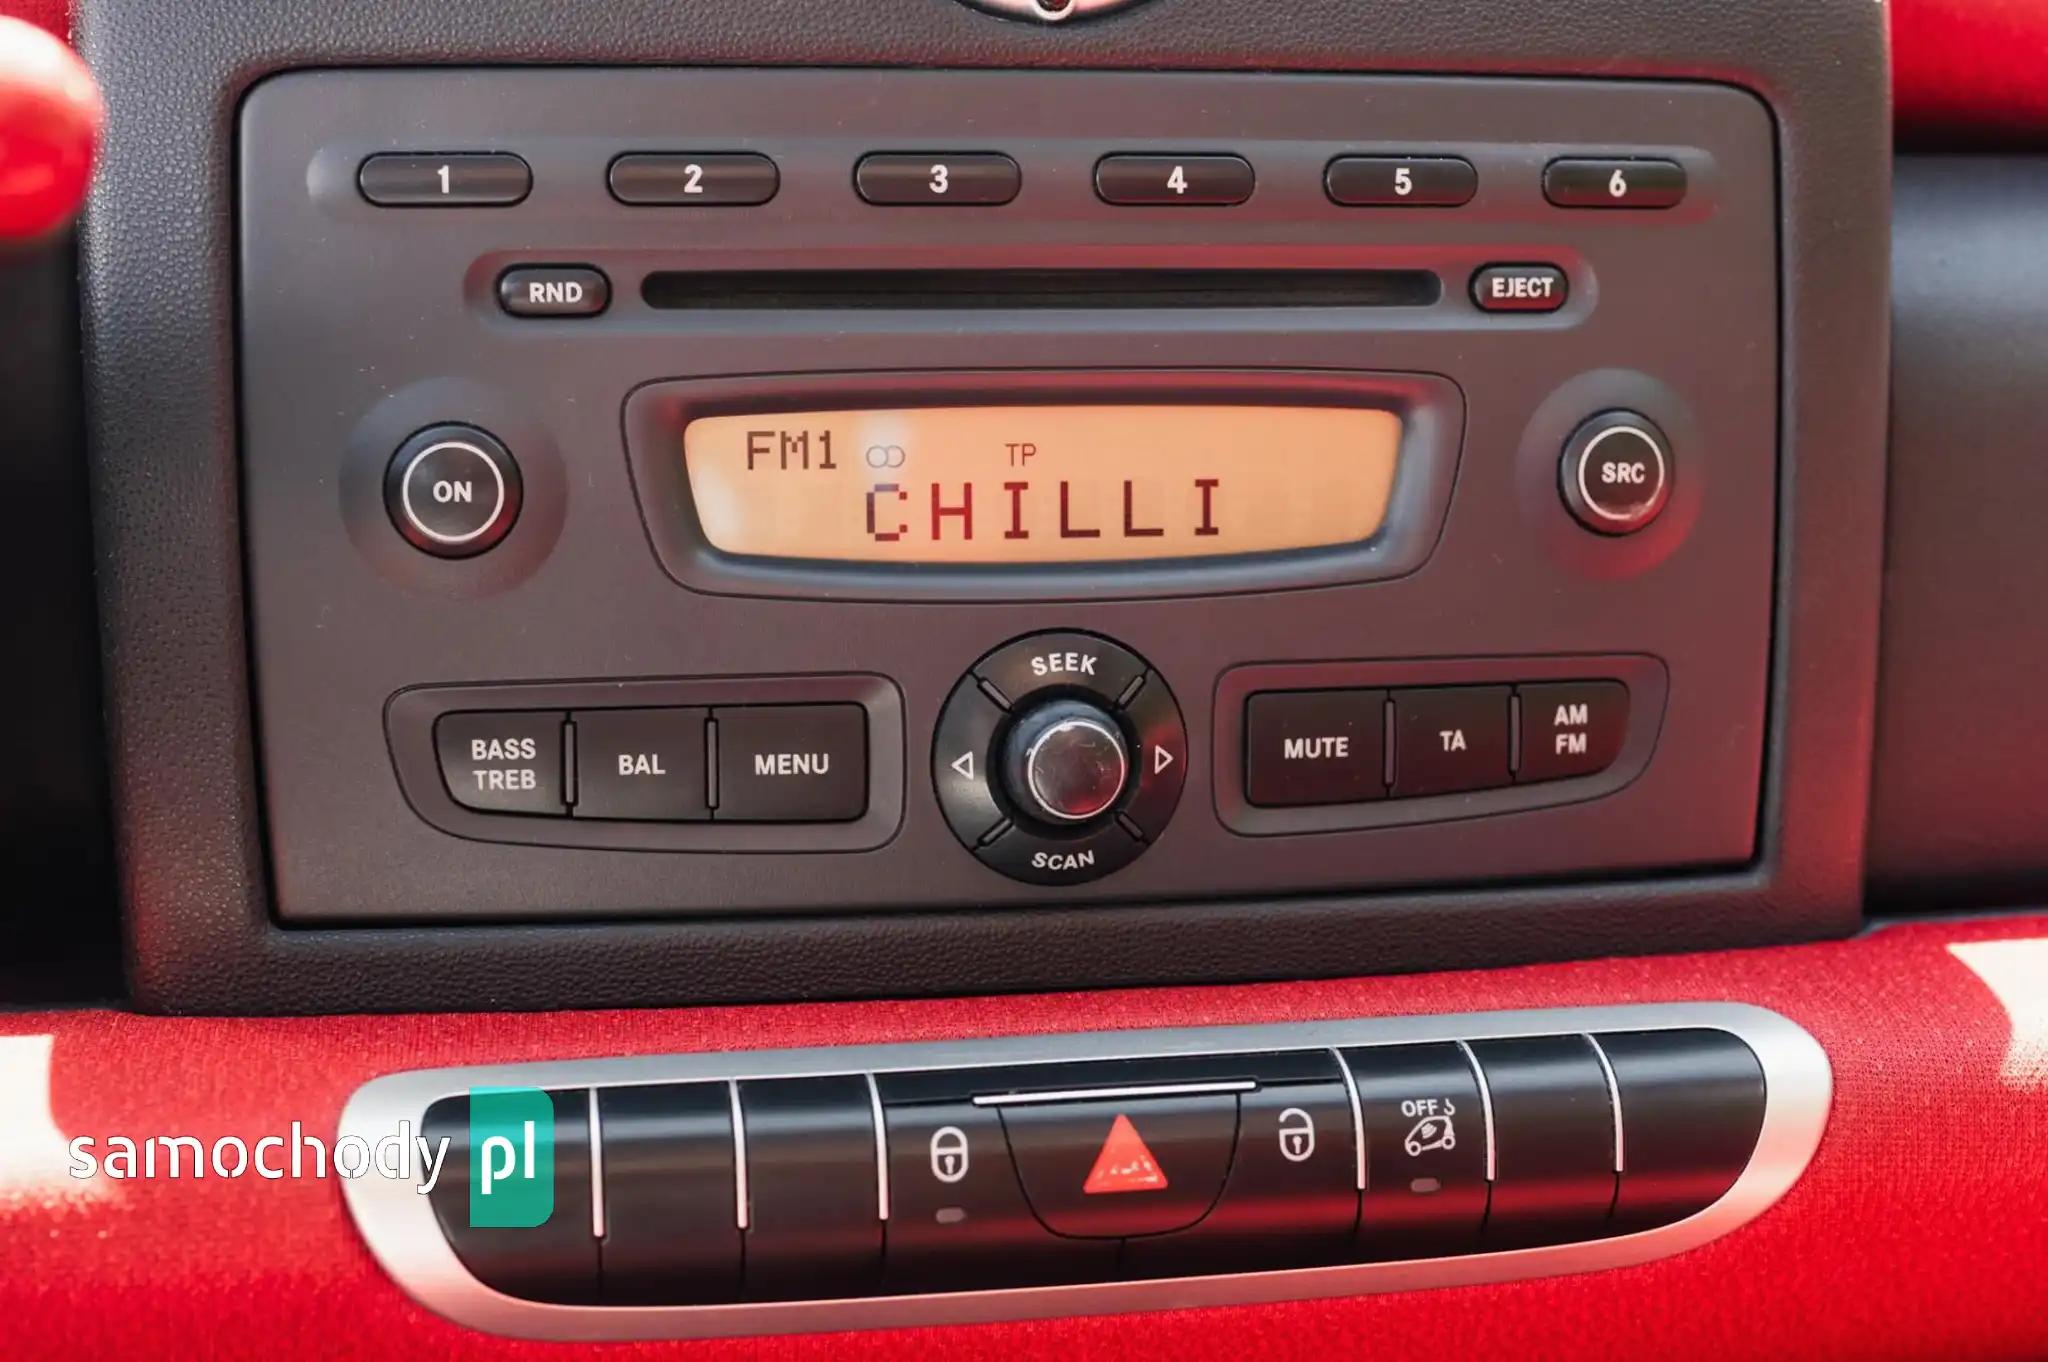 1 2 3 4 5 6
RND EJECT
FM1 TP
CHILLI
ON
SRC
SEEK
BASS
TREB
BAL
MENU
MUTE
TA
AM
FM
SCAN
OFF
samochody pl